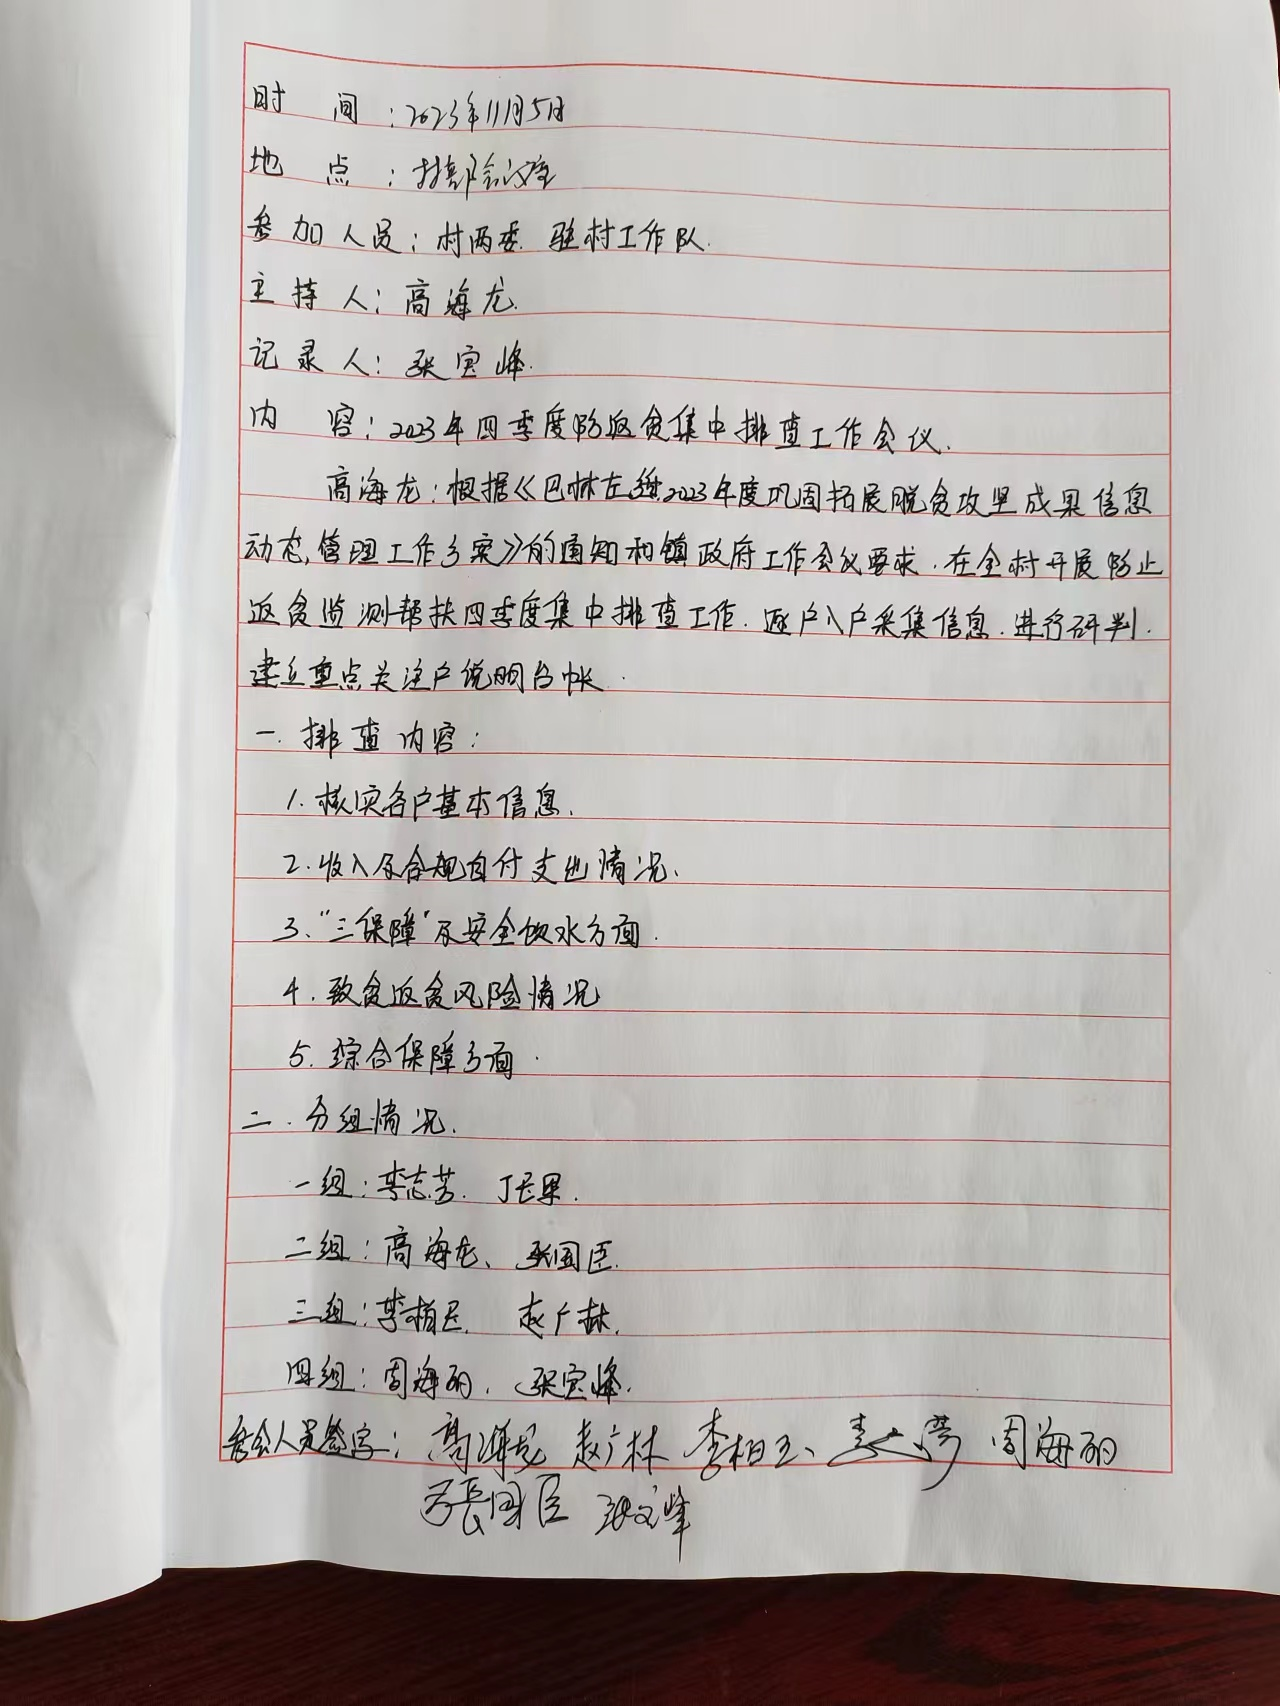 时 间：2023年11月5日
地 点：村部会议室
参加人员：村两委 驻村工作队.
主持人：高海龙.
记录人：张宝峰.
内 容：2023年四季度防返贫集中排查工作会议.
高海龙：根据《巴林左旗2023年度巩固拓展脱贫攻坚成果信息
动态管理工作方案》的通知和镇政府工作会议要求.在全村开展防止
返贫监测帮扶四季度集中排查工作.逐户入户采集信息.进行研判.
建立重点关注户说明台帐.
一.排查内容：
1.核实各户基本信息.
2.收入及合规自付支出情况.
3."三保障"及安全饮水方面.
4.致贫返贫风险情况
5.综合保障方面.
二.分组情况.
一组：李志芳. 丁
二组：高海龙、张国臣.
三组：李柏玉. 赵广林.
四组：周海丽. 张宝峰.
参会人员签字：高海龙 赵广林 李柏玉 李志芳 周海丽
張国臣 张宝峰